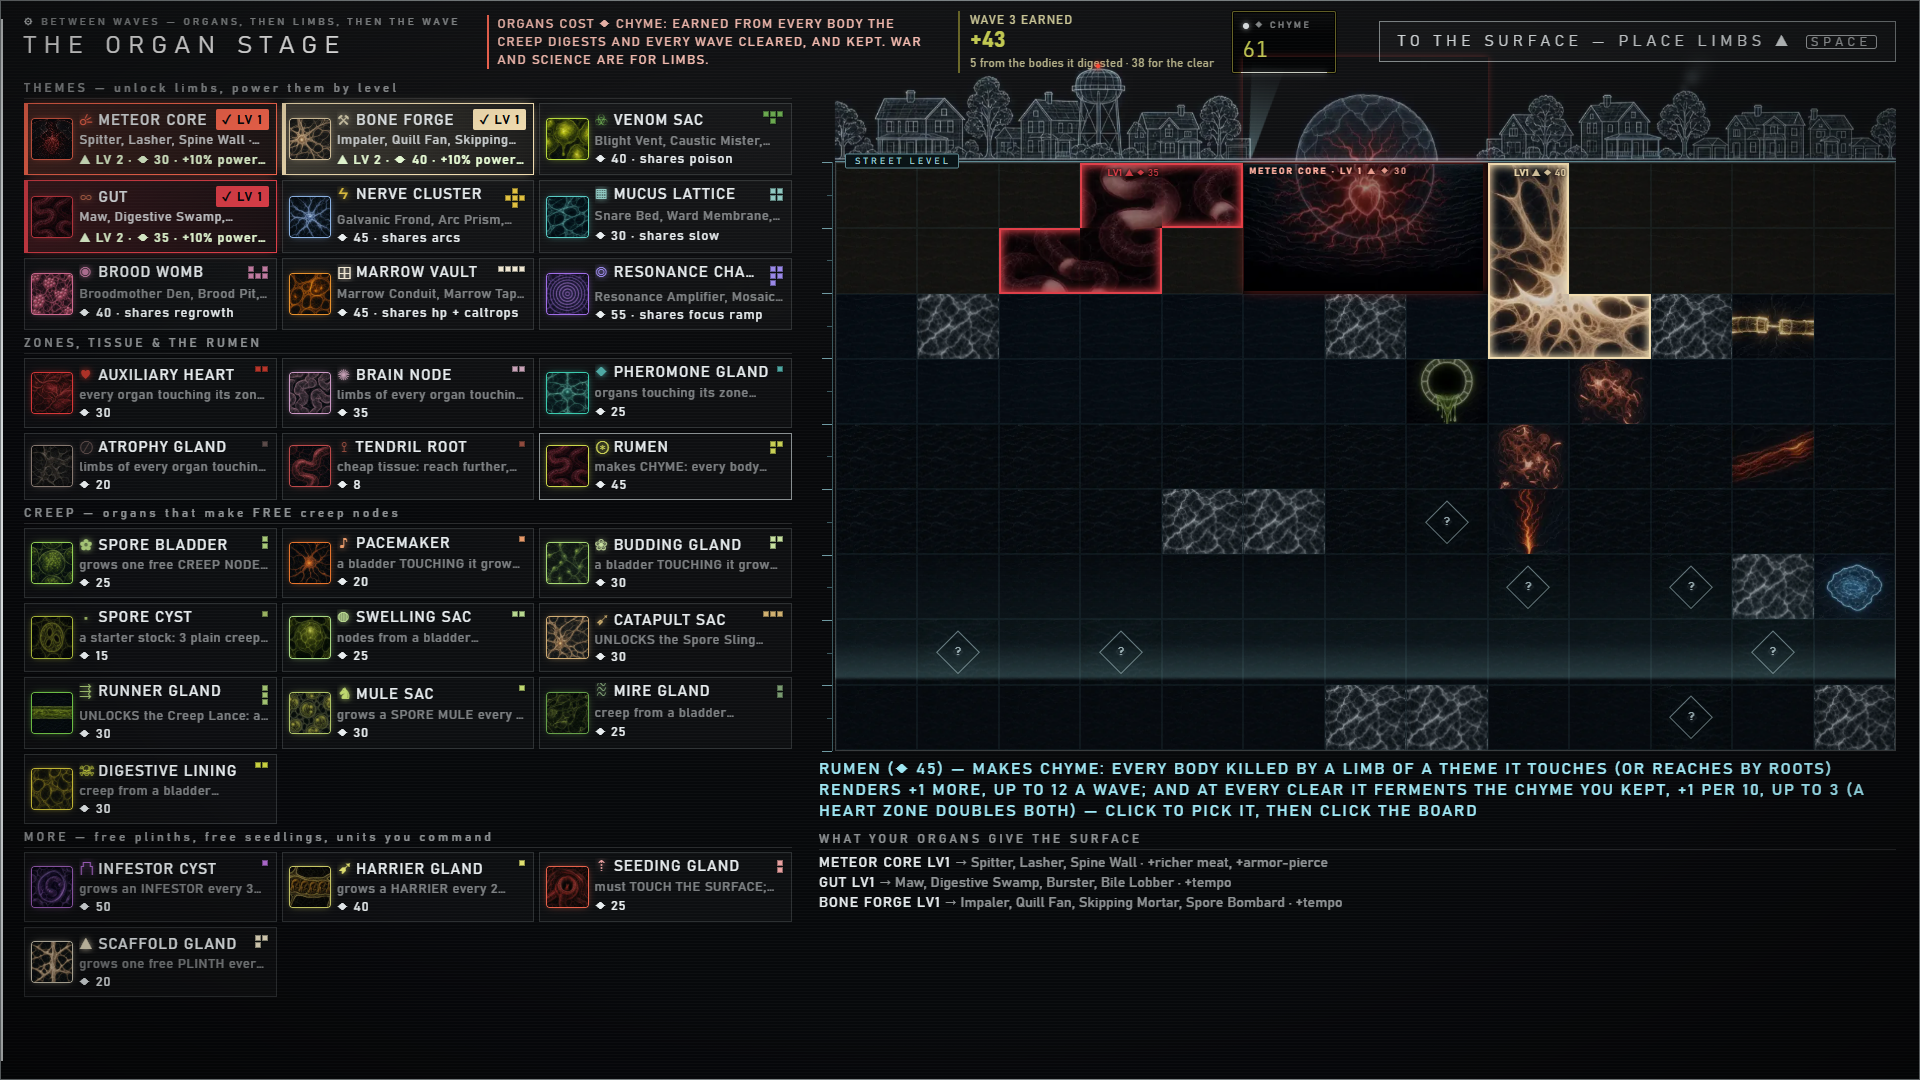 BETWEEN WAVES — ORGANS, THEN LIMBS, THEN THE WAVE
THE ORGAN STAGE
ORGANS COST ◆ CHYME: EARNED FROM EVERY BODY THE
CREEP DIGESTS AND EVERY WAVE CLEARED, AND KEPT. WAR
AND SCIENCE ARE FOR LIMBS.
WAVE 3 EARNED
+43
5 from the bodies it digested · 38 for the clear
◆ CHYME
61
TO THE SURFACE — PLACE LIMBS ▲ SPACE
THEMES — unlock limbs, power them by level
METEOR CORE ✓ LV 1
Spitter, Lasher, Spine Wall ·…
▲ LV 2 · ◆ 30 · +10% power…
BONE FORGE ✓ LV 1
Impaler, Quill Fan, Skipping…
▲ LV 2 · ◆ 40 · +10% power…
VENOM SAC
Blight Vent, Caustic Mister,…
◆ 40 · shares poison
GUT ✓ LV 1
Maw, Digestive Swamp,…
▲ LV 2 · ◆ 35 · +10% power…
NERVE CLUSTER
Galvanic Frond, Arc Prism,…
◆ 45 · shares arcs
MUCUS LATTICE
Snare Bed, Ward Membrane,…
◆ 30 · shares slow
BROOD WOMB
Broodmother Den, Brood Pit,…
◆ 40 · shares regrowth
MARROW VAULT
Marrow Conduit, Marrow Tap…
◆ 45 · shares hp + caltrops
RESONANCE CHA…
Resonance Amplifier, Mosaic…
◆ 55 · shares focus ramp
ZONES, TISSUE & THE RUMEN
AUXILIARY HEART
every organ touching its zon…
◆ 30
BRAIN NODE
limbs of every organ touchin…
◆ 35
PHEROMONE GLAND
organs touching its zone…
◆ 25
ATROPHY GLAND
limbs of every organ touchin…
◆ 20
TENDRIL ROOT
cheap tissue: reach further,…
◆ 8
RUMEN
makes CHYME: every body…
◆ 45
CREEP — organs that make FREE creep nodes
SPORE BLADDER
grows one free CREEP NODE…
◆ 25
PACEMAKER
a bladder TOUCHING it grow…
◆ 20
BUDDING GLAND
a bladder TOUCHING it grow…
◆ 30
SPORE CYST
a starter stock: 3 plain creep…
◆ 15
SWELLING SAC
nodes from a bladder…
◆ 25
CATAPULT SAC
UNLOCKS the Spore Sling…
◆ 30
RUNNER GLAND
UNLOCKS the Creep Lance: a…
◆ 30
MULE SAC
grows a SPORE MULE every …
◆ 30
MIRE GLAND
creep from a bladder…
◆ 25
DIGESTIVE LINING
creep from a bladder…
◆ 30
MORE — free plinths, free seedlings, units you command
INFESTOR CYST
grows an INFESTOR every 3…
◆ 50
HARRIER GLAND
grows a HARRIER every 2…
◆ 40
SEEDING GLAND
must TOUCH THE SURFACE;…
◆ 25
SCAFFOLD GLAND
grows one free PLINTH ever…
◆ 20
STREET LEVEL
LV1 ▲ ◆ 35
METEOR CORE · LV 1 ▲ ◆ 30
LV1 ▲ ◆ 40
?
?
?
?
?
?
?
RUMEN (◆ 45) — MAKES CHYME: EVERY BODY KILLED BY A LIMB OF A THEME IT TOUCHES (OR REACHES BY ROOTS)
RENDERS +1 MORE, UP TO 12 A WAVE; AND AT EVERY CLEAR IT FERMENTS THE CHYME YOU KEPT, +1 PER 10, UP TO 3 (A
HEART ZONE DOUBLES BOTH) — CLICK TO PICK IT, THEN CLICK THE BOARD
WHAT YOUR ORGANS GIVE THE SURFACE
METEOR CORE LV1 → Spitter, Lasher, Spine Wall · +richer meat, +armor-pierce
GUT LV1 → Maw, Digestive Swamp, Burster, Bile Lobber · +tempo
BONE FORGE LV1 → Impaler, Quill Fan, Skipping Mortar, Spore Bombard · +tempo